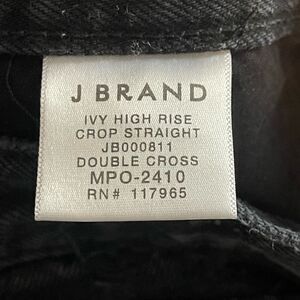 J BRAND
IVY HIGH RISE
CROP STRAIGHT
JB000811
DOUBLE CROSS
MPO-2410
RN# 117965